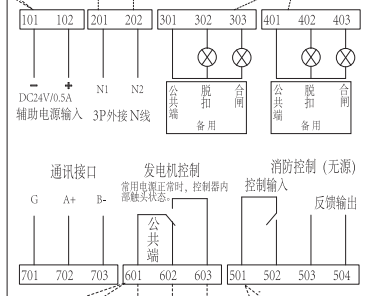 101 102 201 202 301 302 303 401 402 403
− +
DC24V/0.5A
辅助电源输入
N1 N2
3P外接N线
公共端 脱扣 合闸
备用
公共端 脱扣 合闸
备用
通讯接口
G A+ B-
发电机控制
常用电源正常时，控制器内
部触头状态。
公共端
消防控制（无源）
控制输入
反馈输出
701 702 703 601 602 603 501 502 503 504